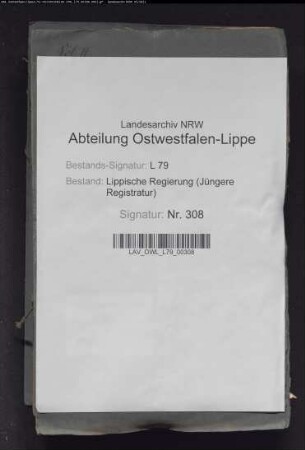 Landesarchiv NRW
Abteilung Ostwestfalen-Lippe
Bestands-Signatur: L 79
Bestand: Lippische Regierung (Jüngere
Registratur)
Signatur: Nr. 308
LAV_OWL_L79_00308